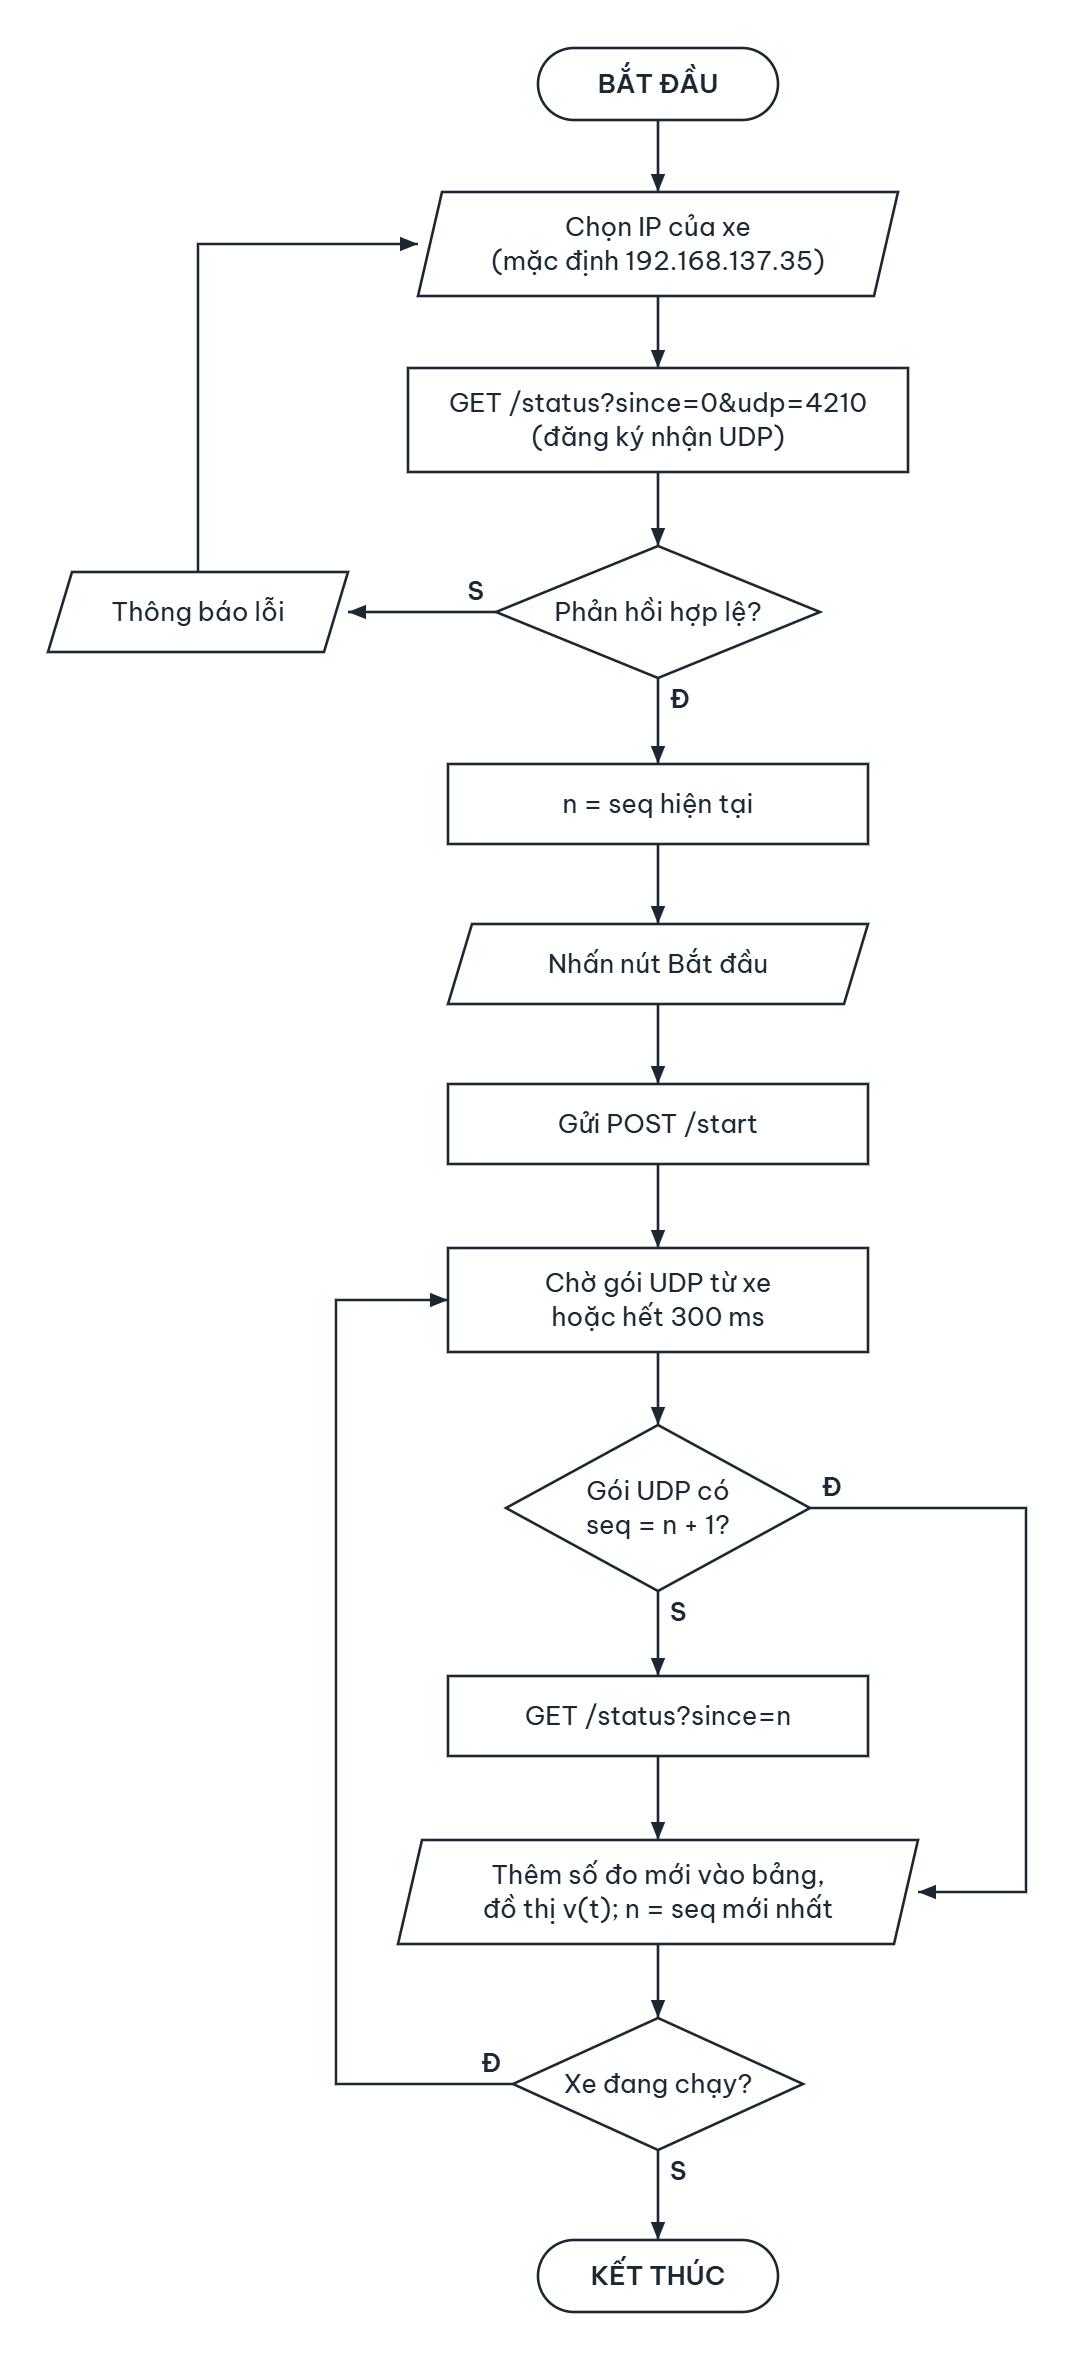 BẮT ĐẦU
Chọn IP của xe
(mặc định 192.168.137.35)
GET /status?since=0&udp=4210
(đăng ký nhận UDP)
Phản hồi hợp lệ?
S
Thông báo lỗi
Đ
n = seq hiện tại
Nhấn nút Bắt đầu
Gửi POST /start
Chờ gói UDP từ xe
hoặc hết 300 ms
Gói UDP có
seq = n + 1?
Đ
S
GET /status?since=n
Thêm số đo mới vào bảng,
đồ thị v(t); n = seq mới nhất
Xe đang chạy?
Đ
S
KẾT THÚC